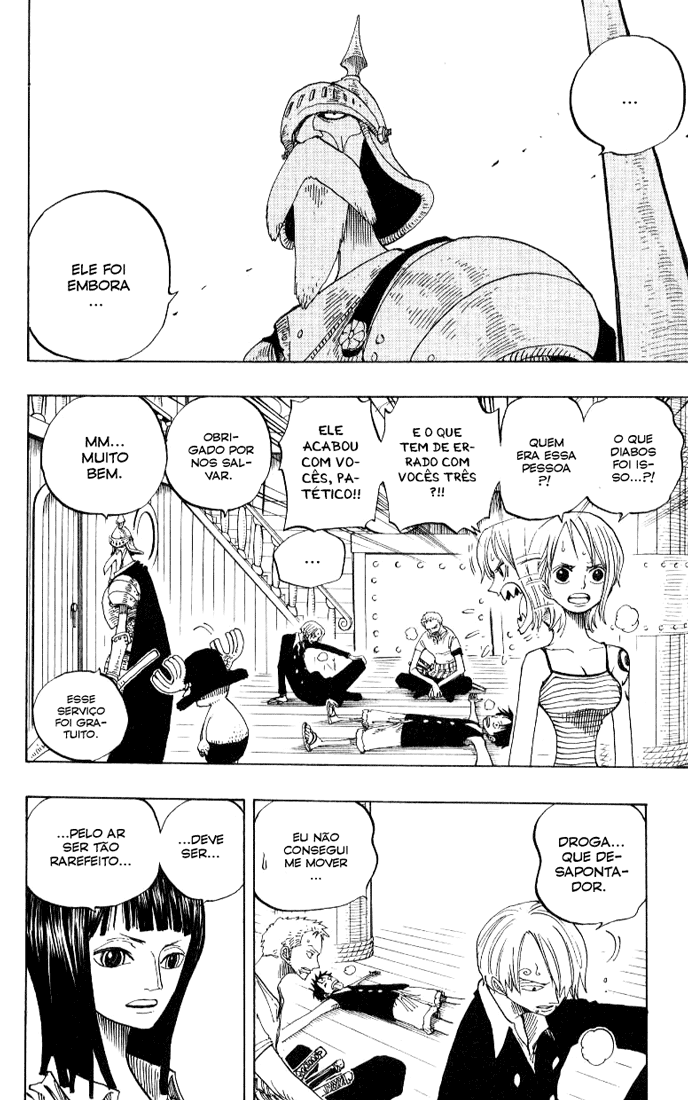 ...
ELE FOI
EMBORA
...
O QUE
DIABOS
FOI IS-
SO...?!
QUEM
ERA ESSA
PESSOA
?!
E O QUE
TEM DE ER-
RADO COM
VOCÊS TRÊS
?!!
ELE
ACABOU
COM VO-
CÊS, PA-
TÉTICO!!
...
OBRI-
GADO POR
NOS SAL-
VAR.
MM...
MUITO
BEM.
ESSE
SERVIÇO
FOI GRA-
TUITO.
DROGA...
QUE DE-
SAPONTA-
DOR.
EU NÃO
CONSEGUI
ME MOVER
...
...DEVE
SER...
...PELO AR
SER TÃO
RAREFEITO...